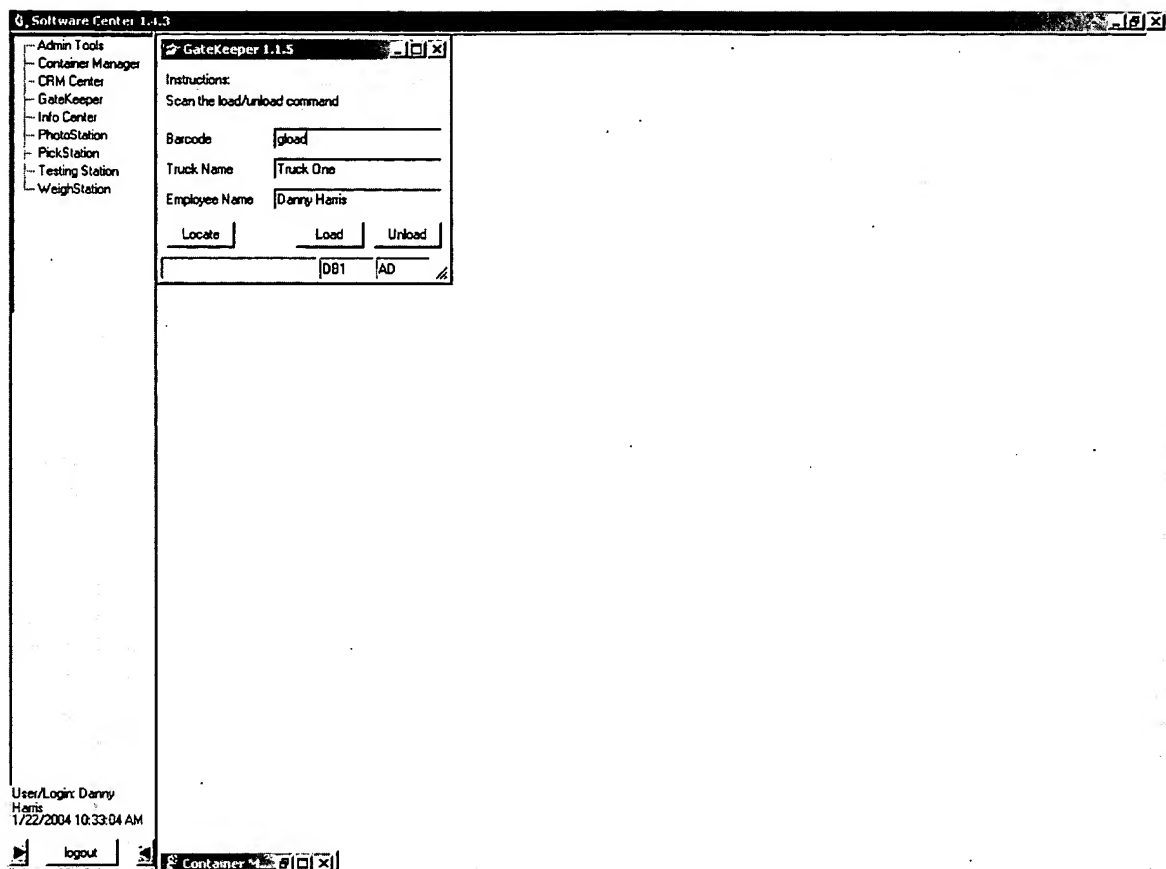 Software Center 1.4.3
Admin Tools
Container Manager
CRM Center
GateKeeper
Info Center
PhotoStation
PickStation
Testing Station
WeighStation
GateKeeper 1.1.5
Instructions:
Scan the load/unload command
Barcode gload
Truck Name Truck One
Employee Name Danny Harris
Locate Load Unload
DB1 AD
User/Login: Danny
Harris
1/22/2004 10:33:04 AM
logout
Container M...